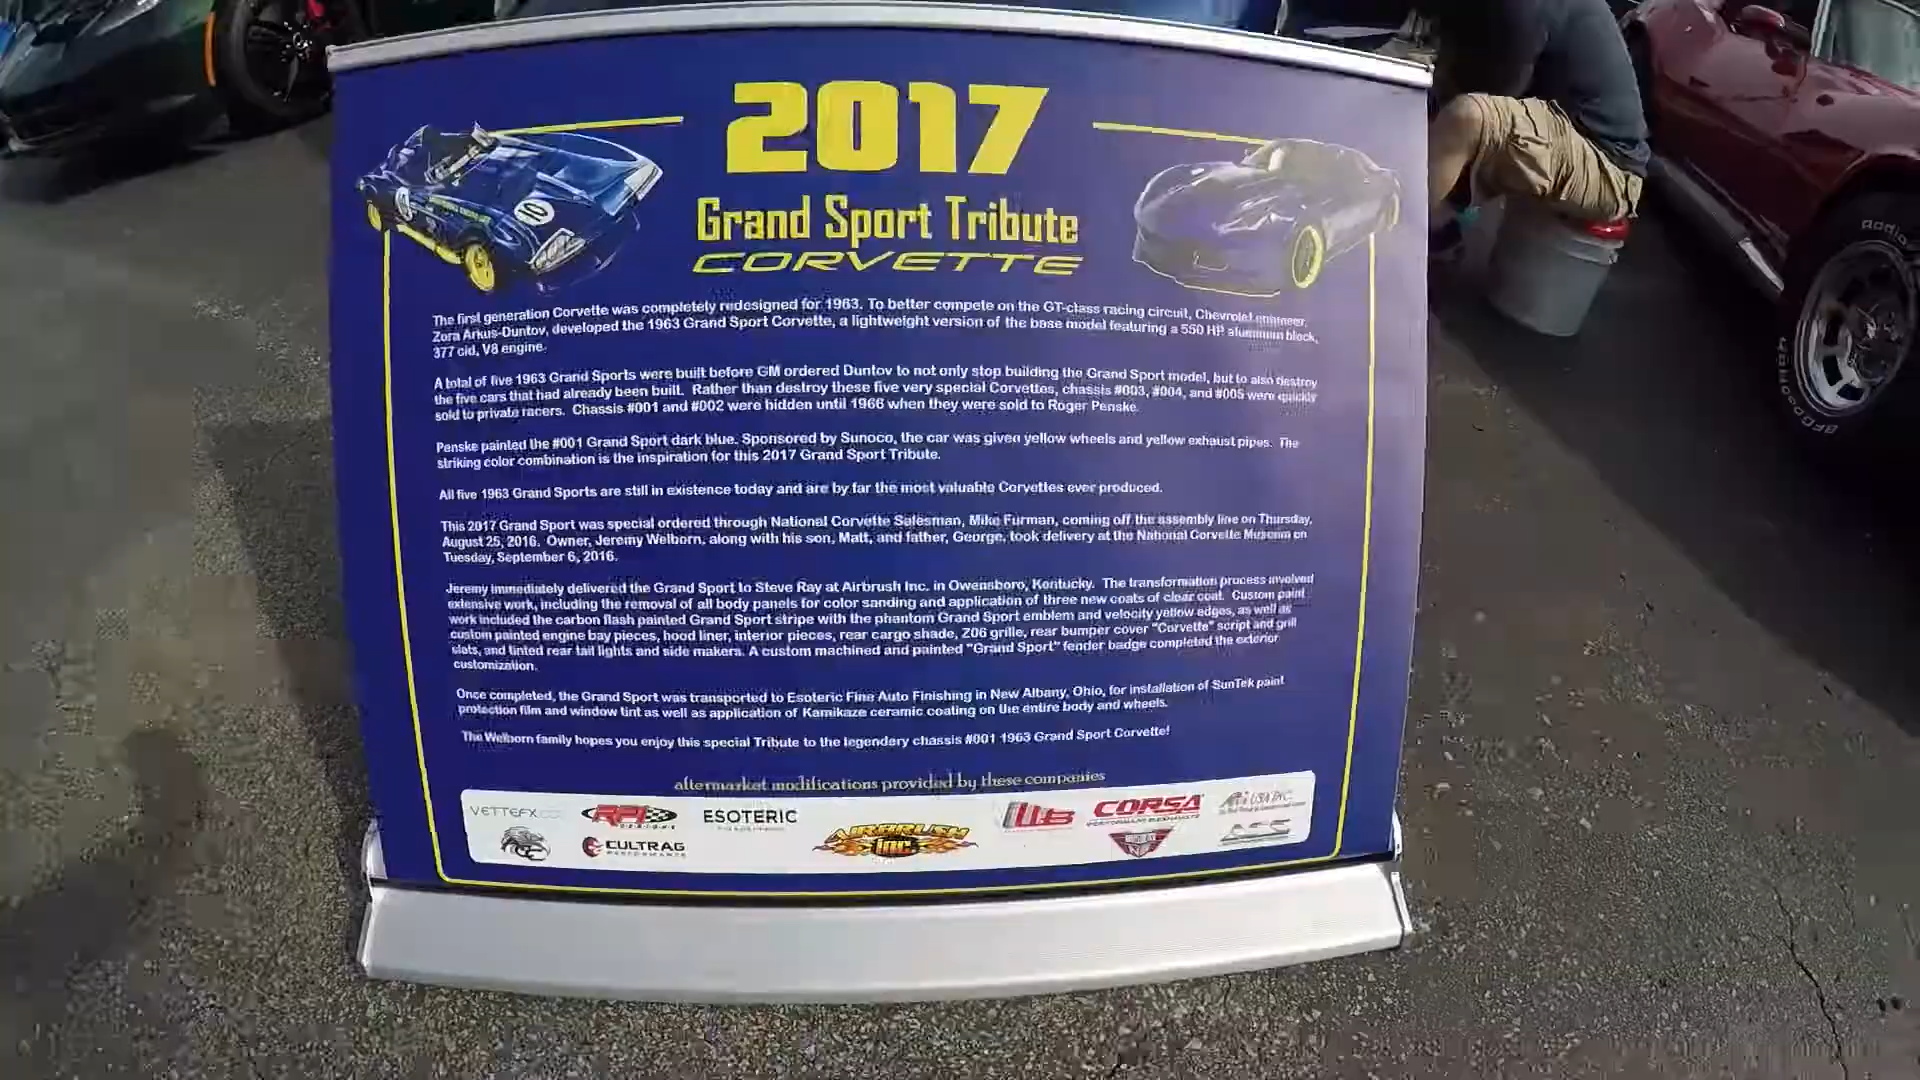 2017
Grand Sport Tribute
CORVETTE
10
The first generation Corvette was completely redesigned for 1963. To better compete on the GT-class racing circuit, Chevrolet engineer,
Zora Arkus-Duntov, developed the 1963 Grand Sport Corvette, a lightweight version of the base model featuring a 550 HP aluminum block,
377 cid, V8 engine.
A total of five 1963 Grand Sports were built before GM ordered Duntov to not only stop building the Grand Sport model, but to also destroy
the five cars that had already been built. Rather than destroy these five very special Corvettes, chassis #003, #004, and #005 were quickly
sold to private racers. Chassis #001 and #002 were hidden until 1966 when they were sold to Roger Penske.
Penske painted the #001 Grand Sport dark blue. Sponsored by Sunoco, the car was given yellow wheels and yellow exhaust pipes. The
striking color combination is the inspiration for this 2017 Grand Sport Tribute.
All five 1963 Grand Sports are still in existence today and are by far the most valuable Corvettes ever produced.
This 2017 Grand Sport was special ordered through National Corvette Salesman, Mike Furman, coming off the assembly line on Thursday,
August 25, 2016. Owner, Jeremy Welborn, along with his son, Matt, and father, George, took delivery at the National Corvette Museum on
Tuesday, September 6, 2016.
Jeremy immediately delivered the Grand Sport to Steve Ray at Airbrush Inc. in Owensboro, Kentucky. The transformation process involved
extensive work, including the removal of all body panels for color sanding and application of three new coats of clear coat. Custom paint
work included the carbon flash painted Grand Sport stripe with the phantom Grand Sport emblem and velocity yellow edges, as well as
custom painted engine bay pieces, hood liner, interior pieces, rear cargo shade, Z06 grille, rear bumper cover "Corvette" script and grill
slats, and tinted rear tail lights and side makers. A custom machined and painted "Grand Sport" fender badge completed the exterior
customization.
Once completed, the Grand Sport was transported to Esoteric Fine Auto Finishing in New Albany, Ohio, for installation of SunTek paint
protection film and window tint as well as application of Kamikaze ceramic coating on the entire body and wheels.
The Welborn family hopes you enjoy this special Tribute to the legendary chassis #001 1963 Grand Sport Corvette!
aftermarket modifications provided by these companies
VETTEFX.COM RPI DESIGNS ESOTERIC CORSA
PERFORMANCE EXHAUSTS
CULTRAG
PERFORMANCE
AIRBRUSH
inc.
Radial
BFGoodrich